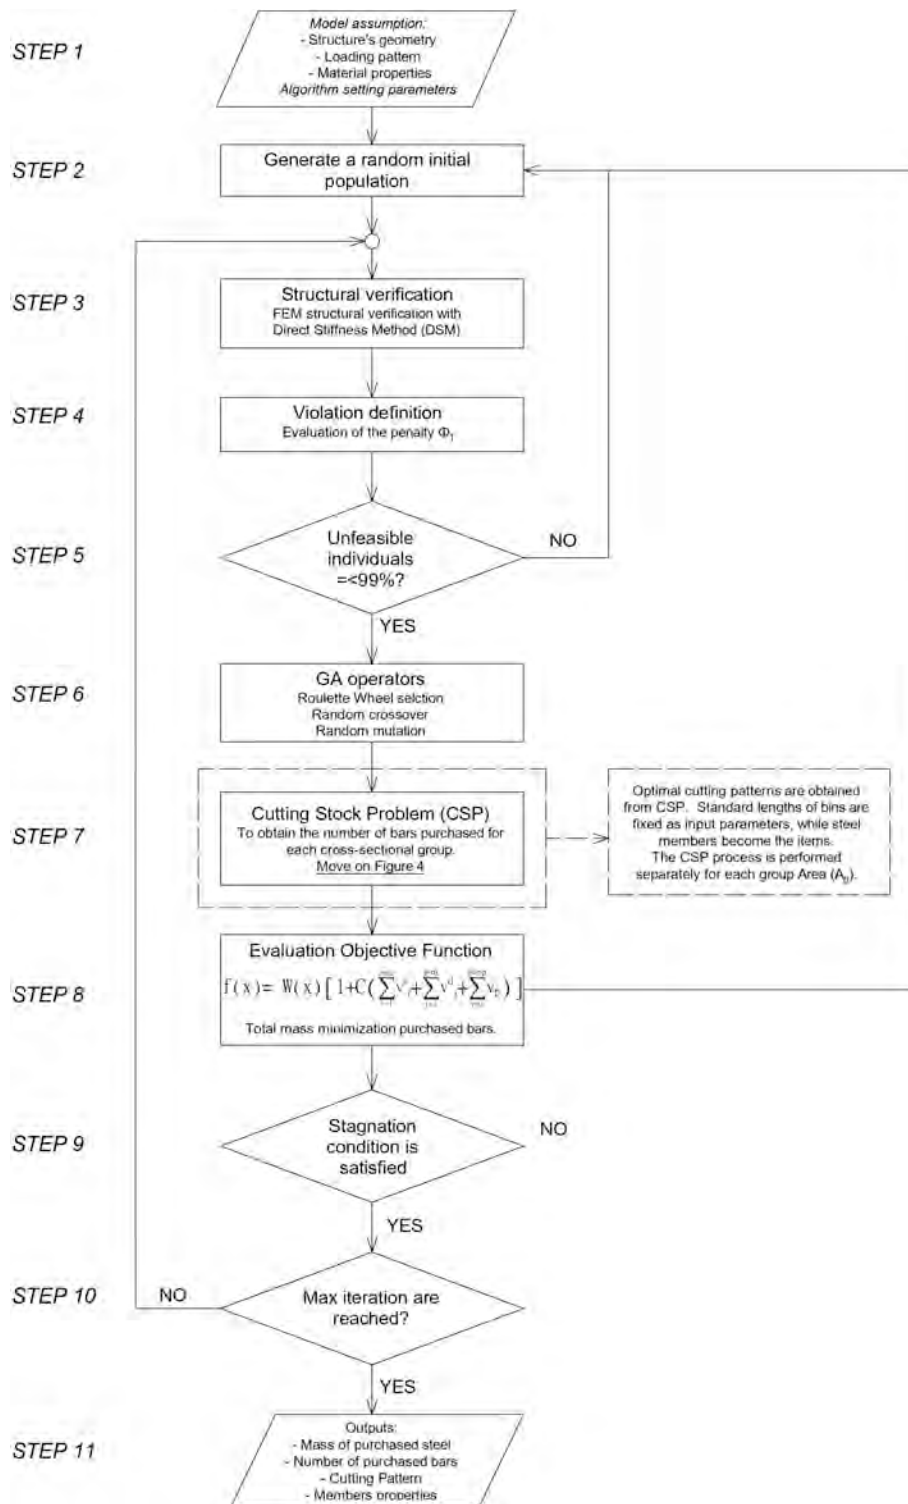 STEP 1
Model assumption:
- Structure's geometry
- Loading pattern
- Material properties
Algorithm setting parameters
STEP 2
Generate a random initial
population
STEP 3
Structural verification
FEM structural verification with
Direct Stiffness Method (DSM)
STEP 4
Violation definition
Evaluation of the penalty Φ
STEP 5
Unfeasible
individuals
=<99%?
NO
YES
STEP 6
GA operators
Roulette Wheel selction
Random crossover
Random mutation
STEP 7
Cutting Stock Problem (CSP)
To obtain the number of bars purchased for
each cross-sectional group.
Move on Figure 4
Optimal cutting patterns are obtained
from CSP. Standard lengths of bins are
fixed as input parameters, while steel
members become the items.
The CSP process is performed
separately for each group Area
STEP 8
Evaluation Objective Function
f(x)= W(x)[1+C(
Total mass minimization purchased bars.
STEP 9
Stagnation
condition is
satisfied
NO
YES
STEP 10
NO
Max iteration are
reached?
YES
STEP 11
Outputs:
- Mass of purchased steel
- Number of purchased bars
- Cutting Pattern
- Members properties